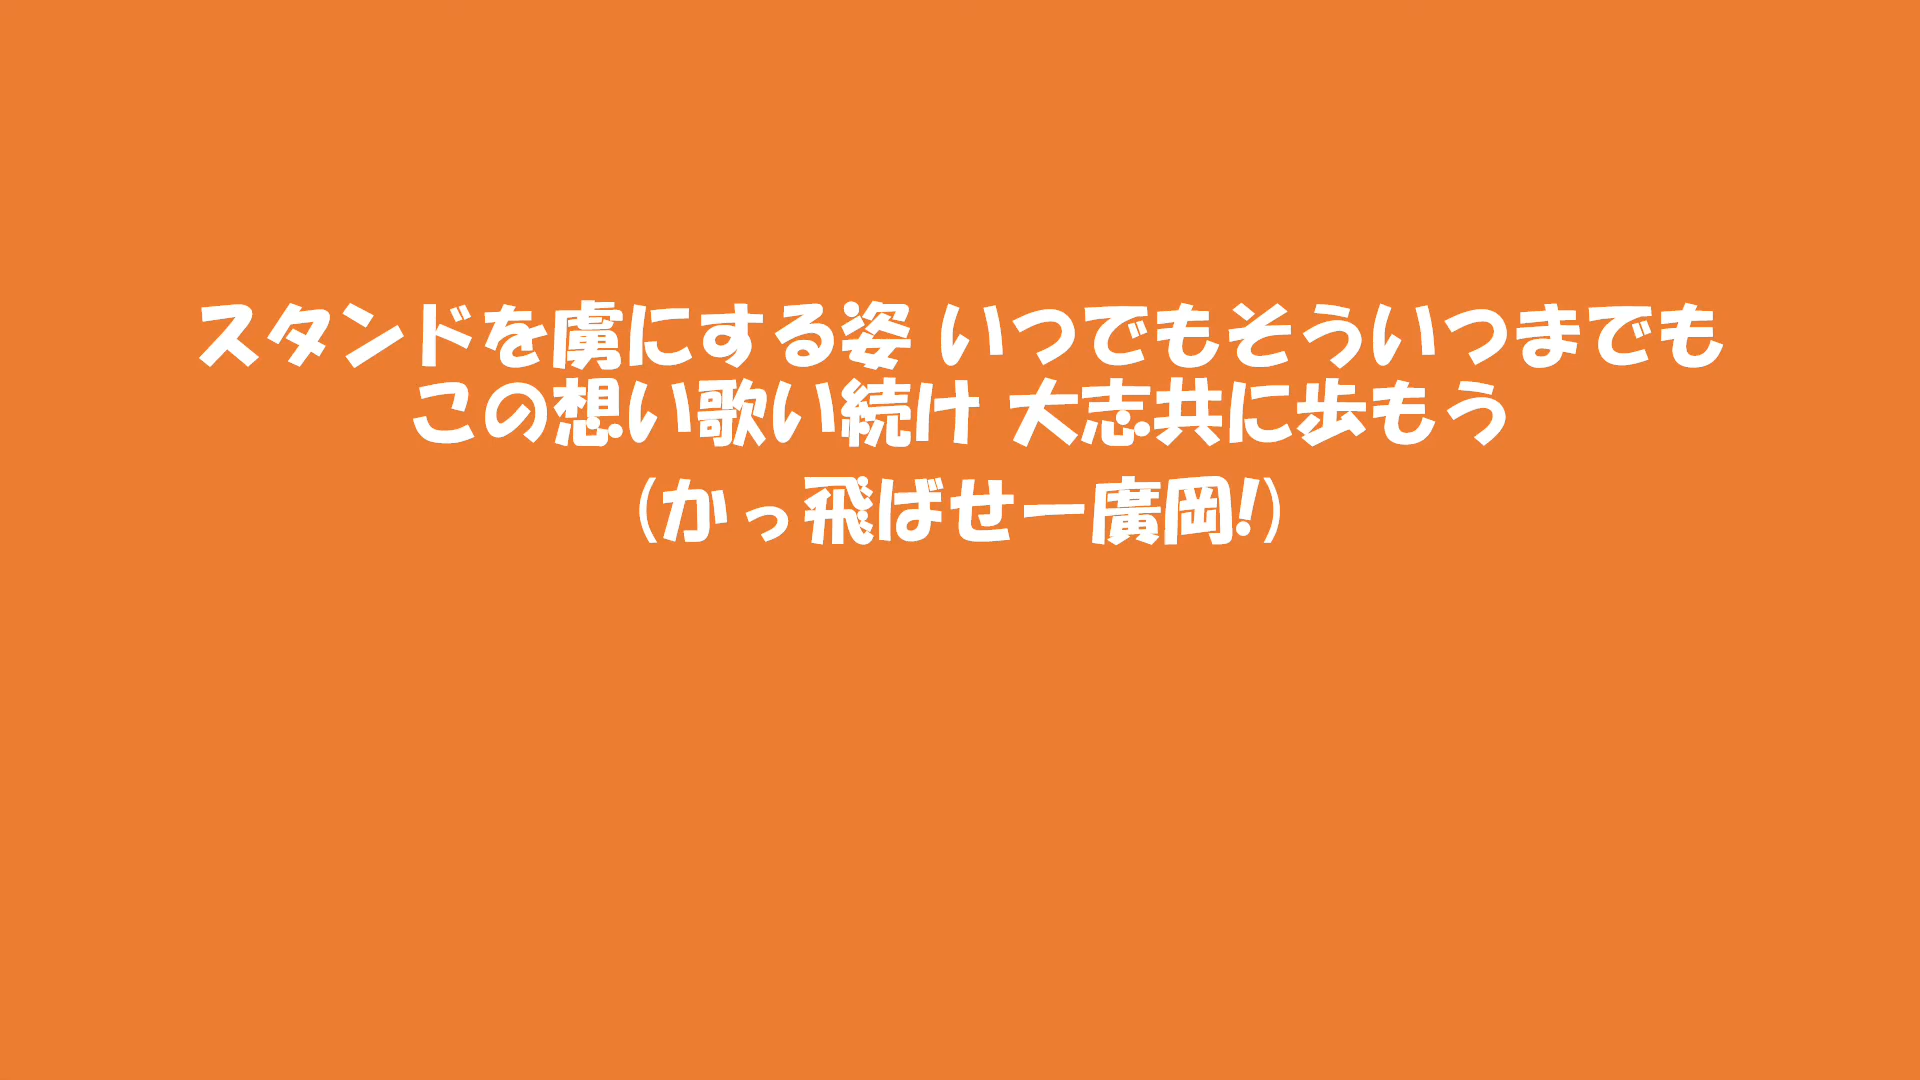 スタンドを虜にする姿 いつでもそういつまでも
この想い歌い続け 大志共に歩もう
(かっ飛ばせー廣岡!)